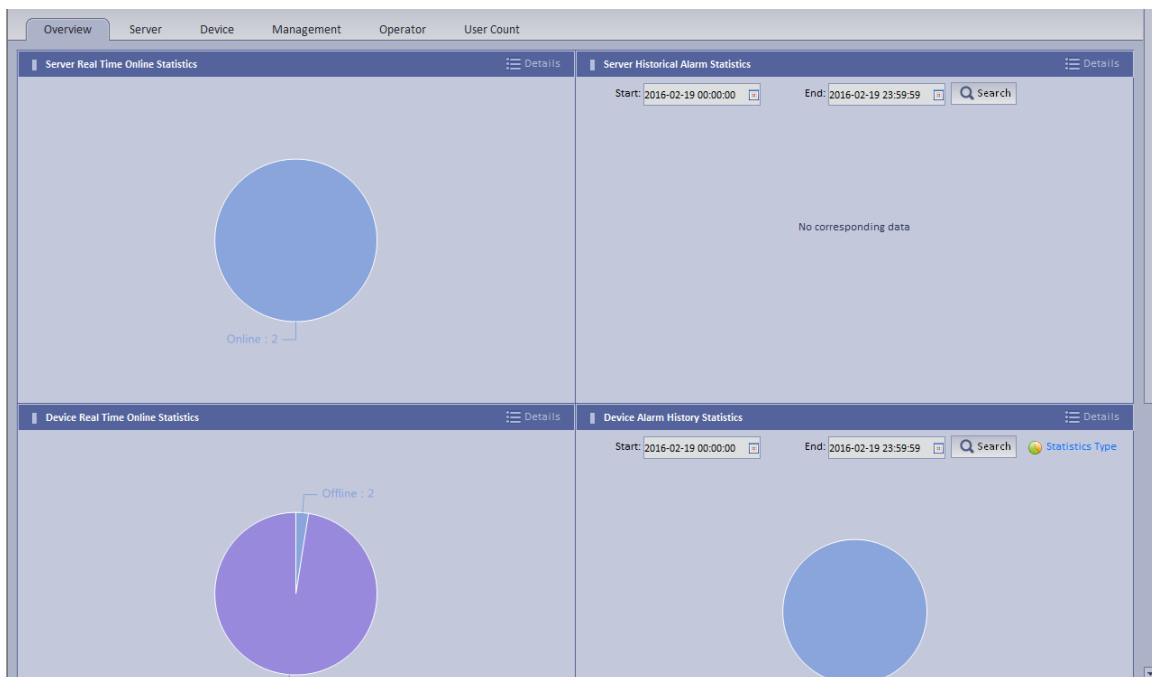 Overview Server Device Management Operator User Count
Server Real Time Online Statistics Details
Online : 2
Server Historical Alarm Statistics Details
Start: 2016-02-19 00:00:00 End: 2016-02-19 23:59:59 Search
No corresponding data
Device Real Time Online Statistics Details
Offline : 2
Device Alarm History Statistics Details
Start: 2016-02-19 00:00:00 End: 2016-02-19 23:59:59 Search Statistics Type